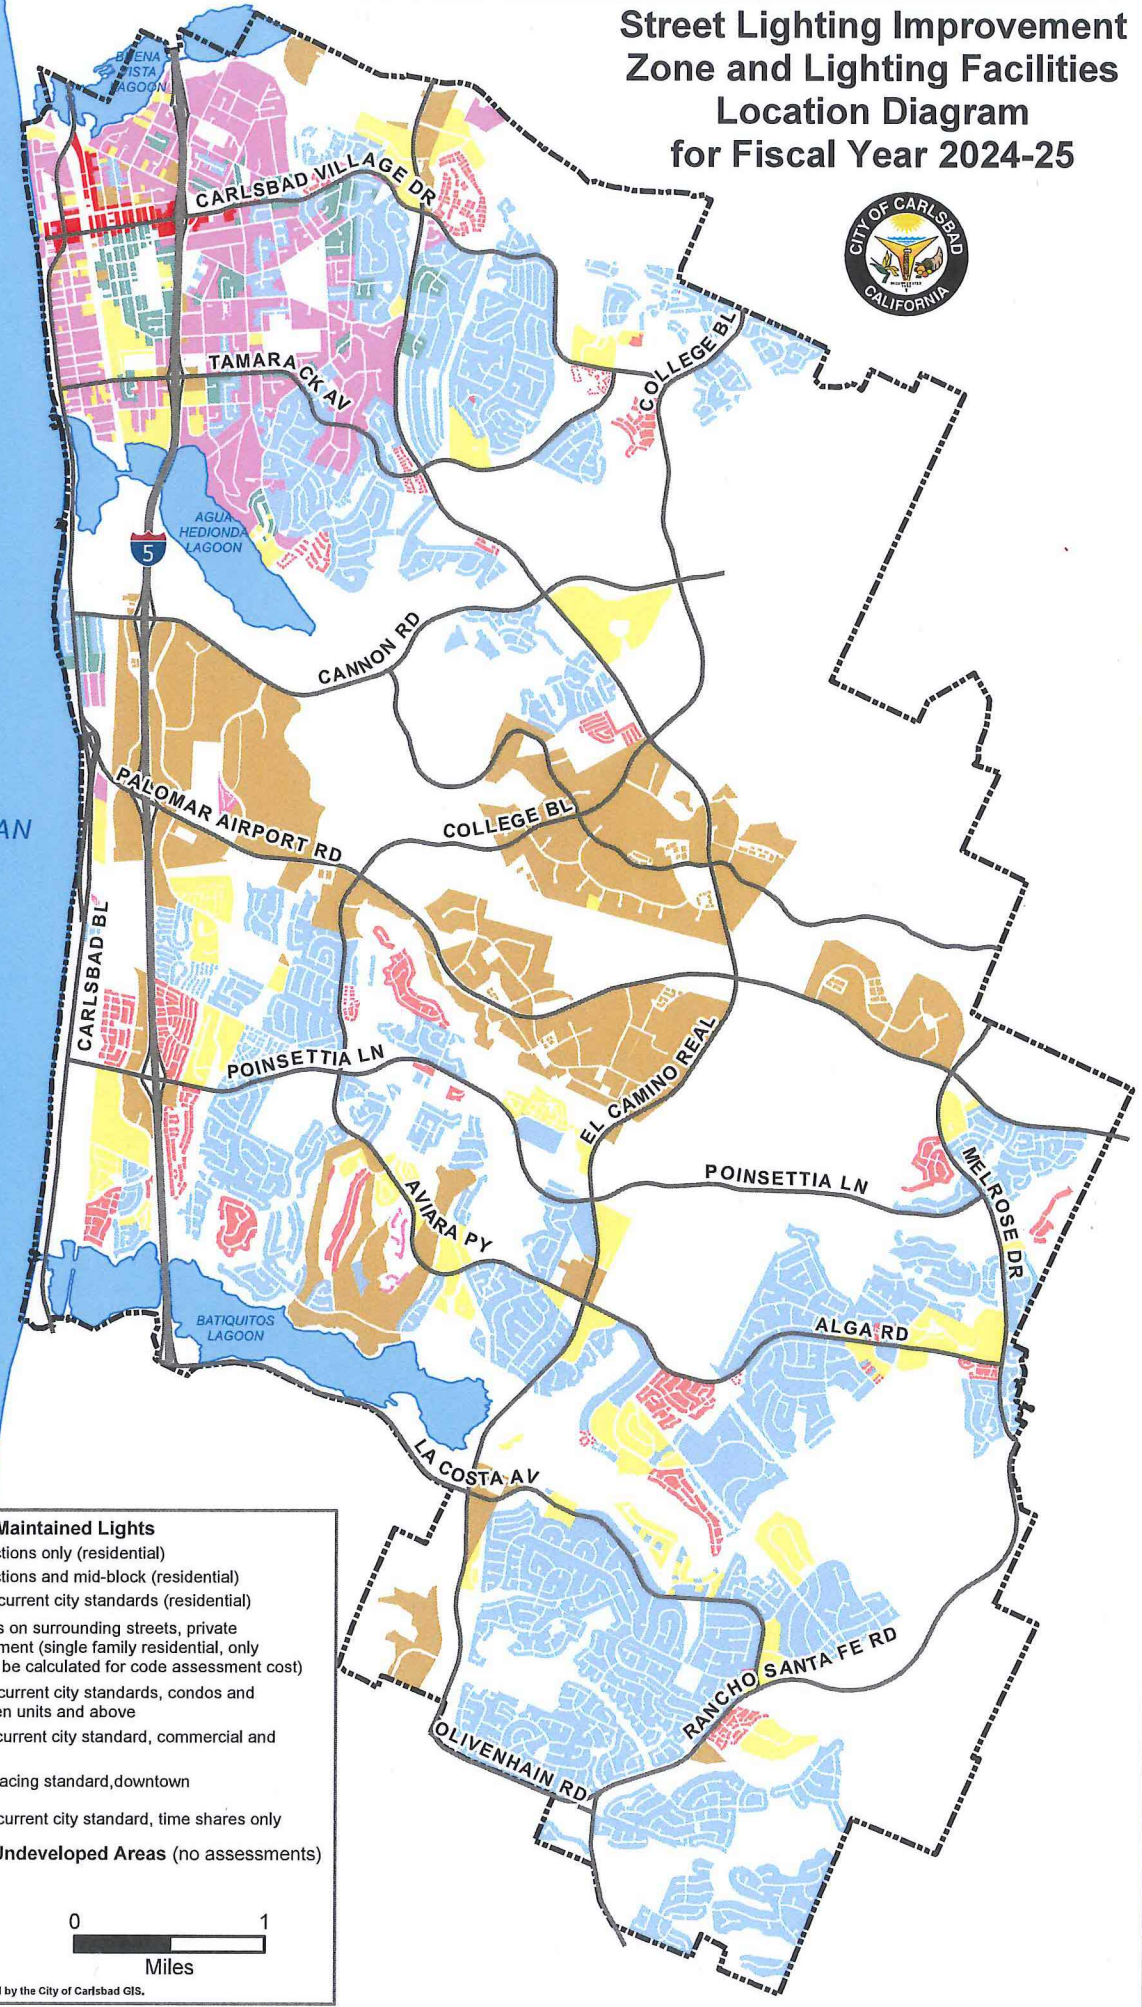 Street Lighting Improvement
Zone and Lighting Facilities
Location Diagram
for Fiscal Year 2024-25
CITY OF CARLSBAD
CALIFORNIA
BUENA
VISTA
LAGOON
CARLSBAD VILLAGE DR
TAMARACK AV
COLLEGE BL
AGUA
HEDIONDA
LAGOON
5
CANNON RD
PALOMAR AIRPORT RD
COLLEGE BL
AN
CARLSBAD BL
POINSETTIA LN
EL CAMINO REAL
POINSETTIA LN
MELROSE DR
AVIARA PY
BATIQUITOS
LAGOON
ALGA RD
LA COSTA AV
RANCHO SANTA FE RD
OLIVENHAIN RD
Maintained Lights
tions only (residential)
tions and mid-block (residential)
current city standards (residential)
s on surrounding streets, private
ment (single family residential, only
be calculated for code assessment cost)
current city standards, condos and
en units and above
current city standard, commercial and
acing standard,downtown
current city standard, time shares only
Undeveloped Areas (no assessments)
0 1
Miles
by the City of Carlsbad GIS.